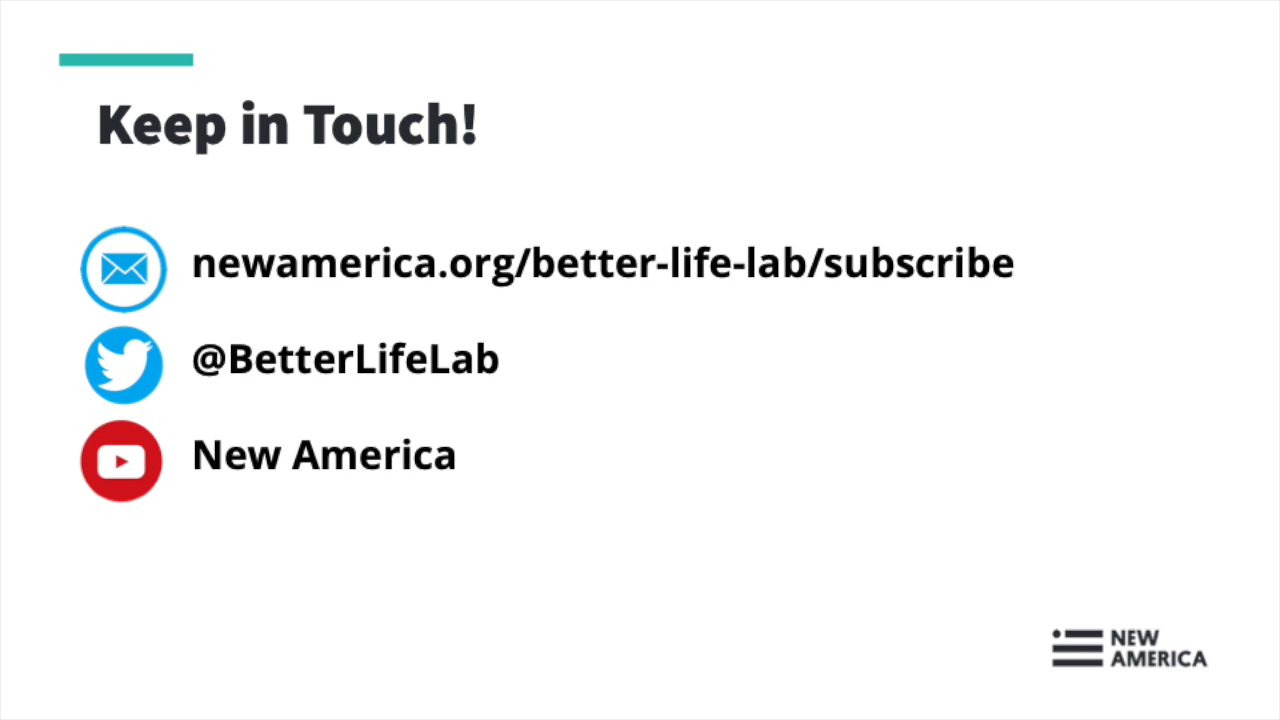 Keep in Touch!
newamerica.org/better-life-lab/subscribe
@BetterLifeLab
New America
NEW
AMERICA